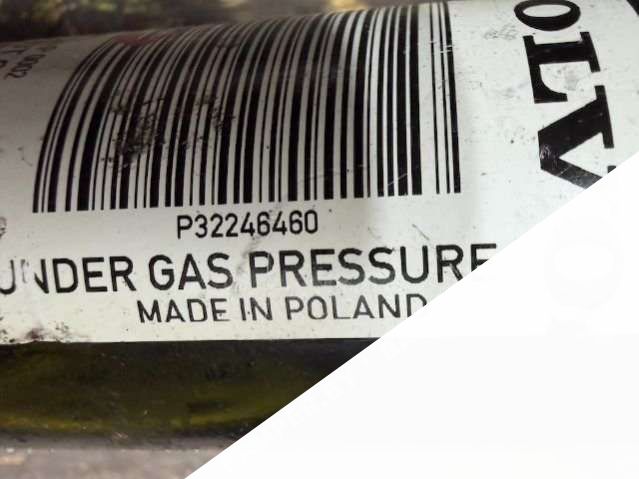 P32246460
UNDER GAS PRESSURE
MADE IN POLAND